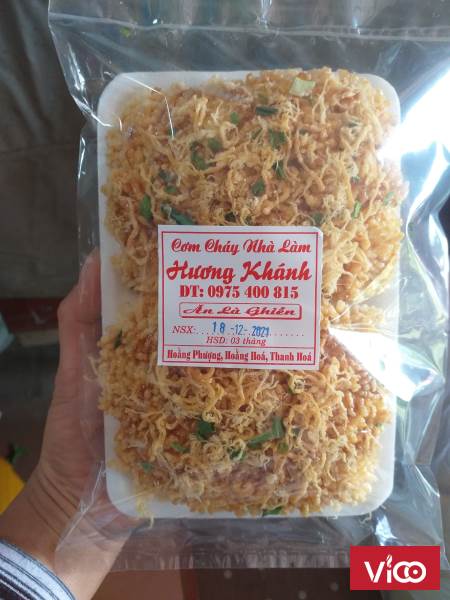 Cơm Cháy Nhà Làm
Hương Khánh
DT: 0975 400 815
Ăn Là Ghiền
NSX: 18-12-2021
HSD: 03 tháng
Hoằng Phượng, Hoằng Hoá, Thanh Hoá
ViCO